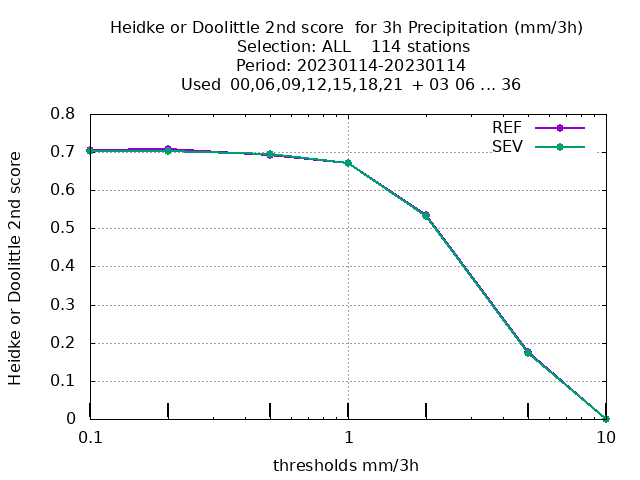 Heidke or Doolittle 2nd score  for 3h Precipitation (mm/3h)
Selection: ALL    114 stations
Period: 20230114-20230114
Used  00,06,09,12,15,18,21  + 03 06 ... 36
REF
SEV
0.8
0.7
0.6
0.5
0.4
0.3
0.2
0.1
0
Heidke or Doolittle 2nd score
0.1 1 10
thresholds mm/3h